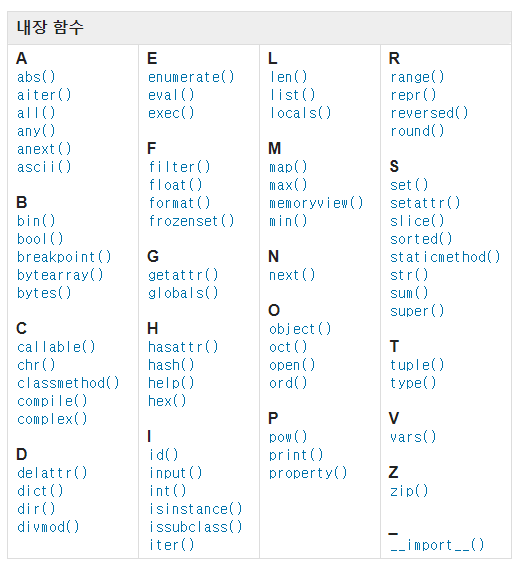 내장 함수
A
abs()
aiter()
all()
any()
anext()
ascii()
B
bin()
bool()
breakpoint()
bytearray()
bytes()
C
callable()
chr()
classmethod()
compile()
complex()
D
delattr()
dict()
dir()
divmod()
E
enumerate()
eval()
exec()
F
filter()
float()
format()
frozenset()
G
getattr()
globals()
H
hasattr()
hash()
help()
hex()
I
id()
input()
int()
isinstance()
issubclass()
iter()
L
len()
list()
locals()
M
map()
max()
memoryview()
min()
N
next()
O
object()
oct()
open()
ord()
P
pow()
print()
property()
R
range()
repr()
reversed()
round()
S
set()
setattr()
slice()
sorted()
staticmethod()
str()
sum()
super()
T
tuple()
type()
V
vars()
Z
zip()
_
__import__()